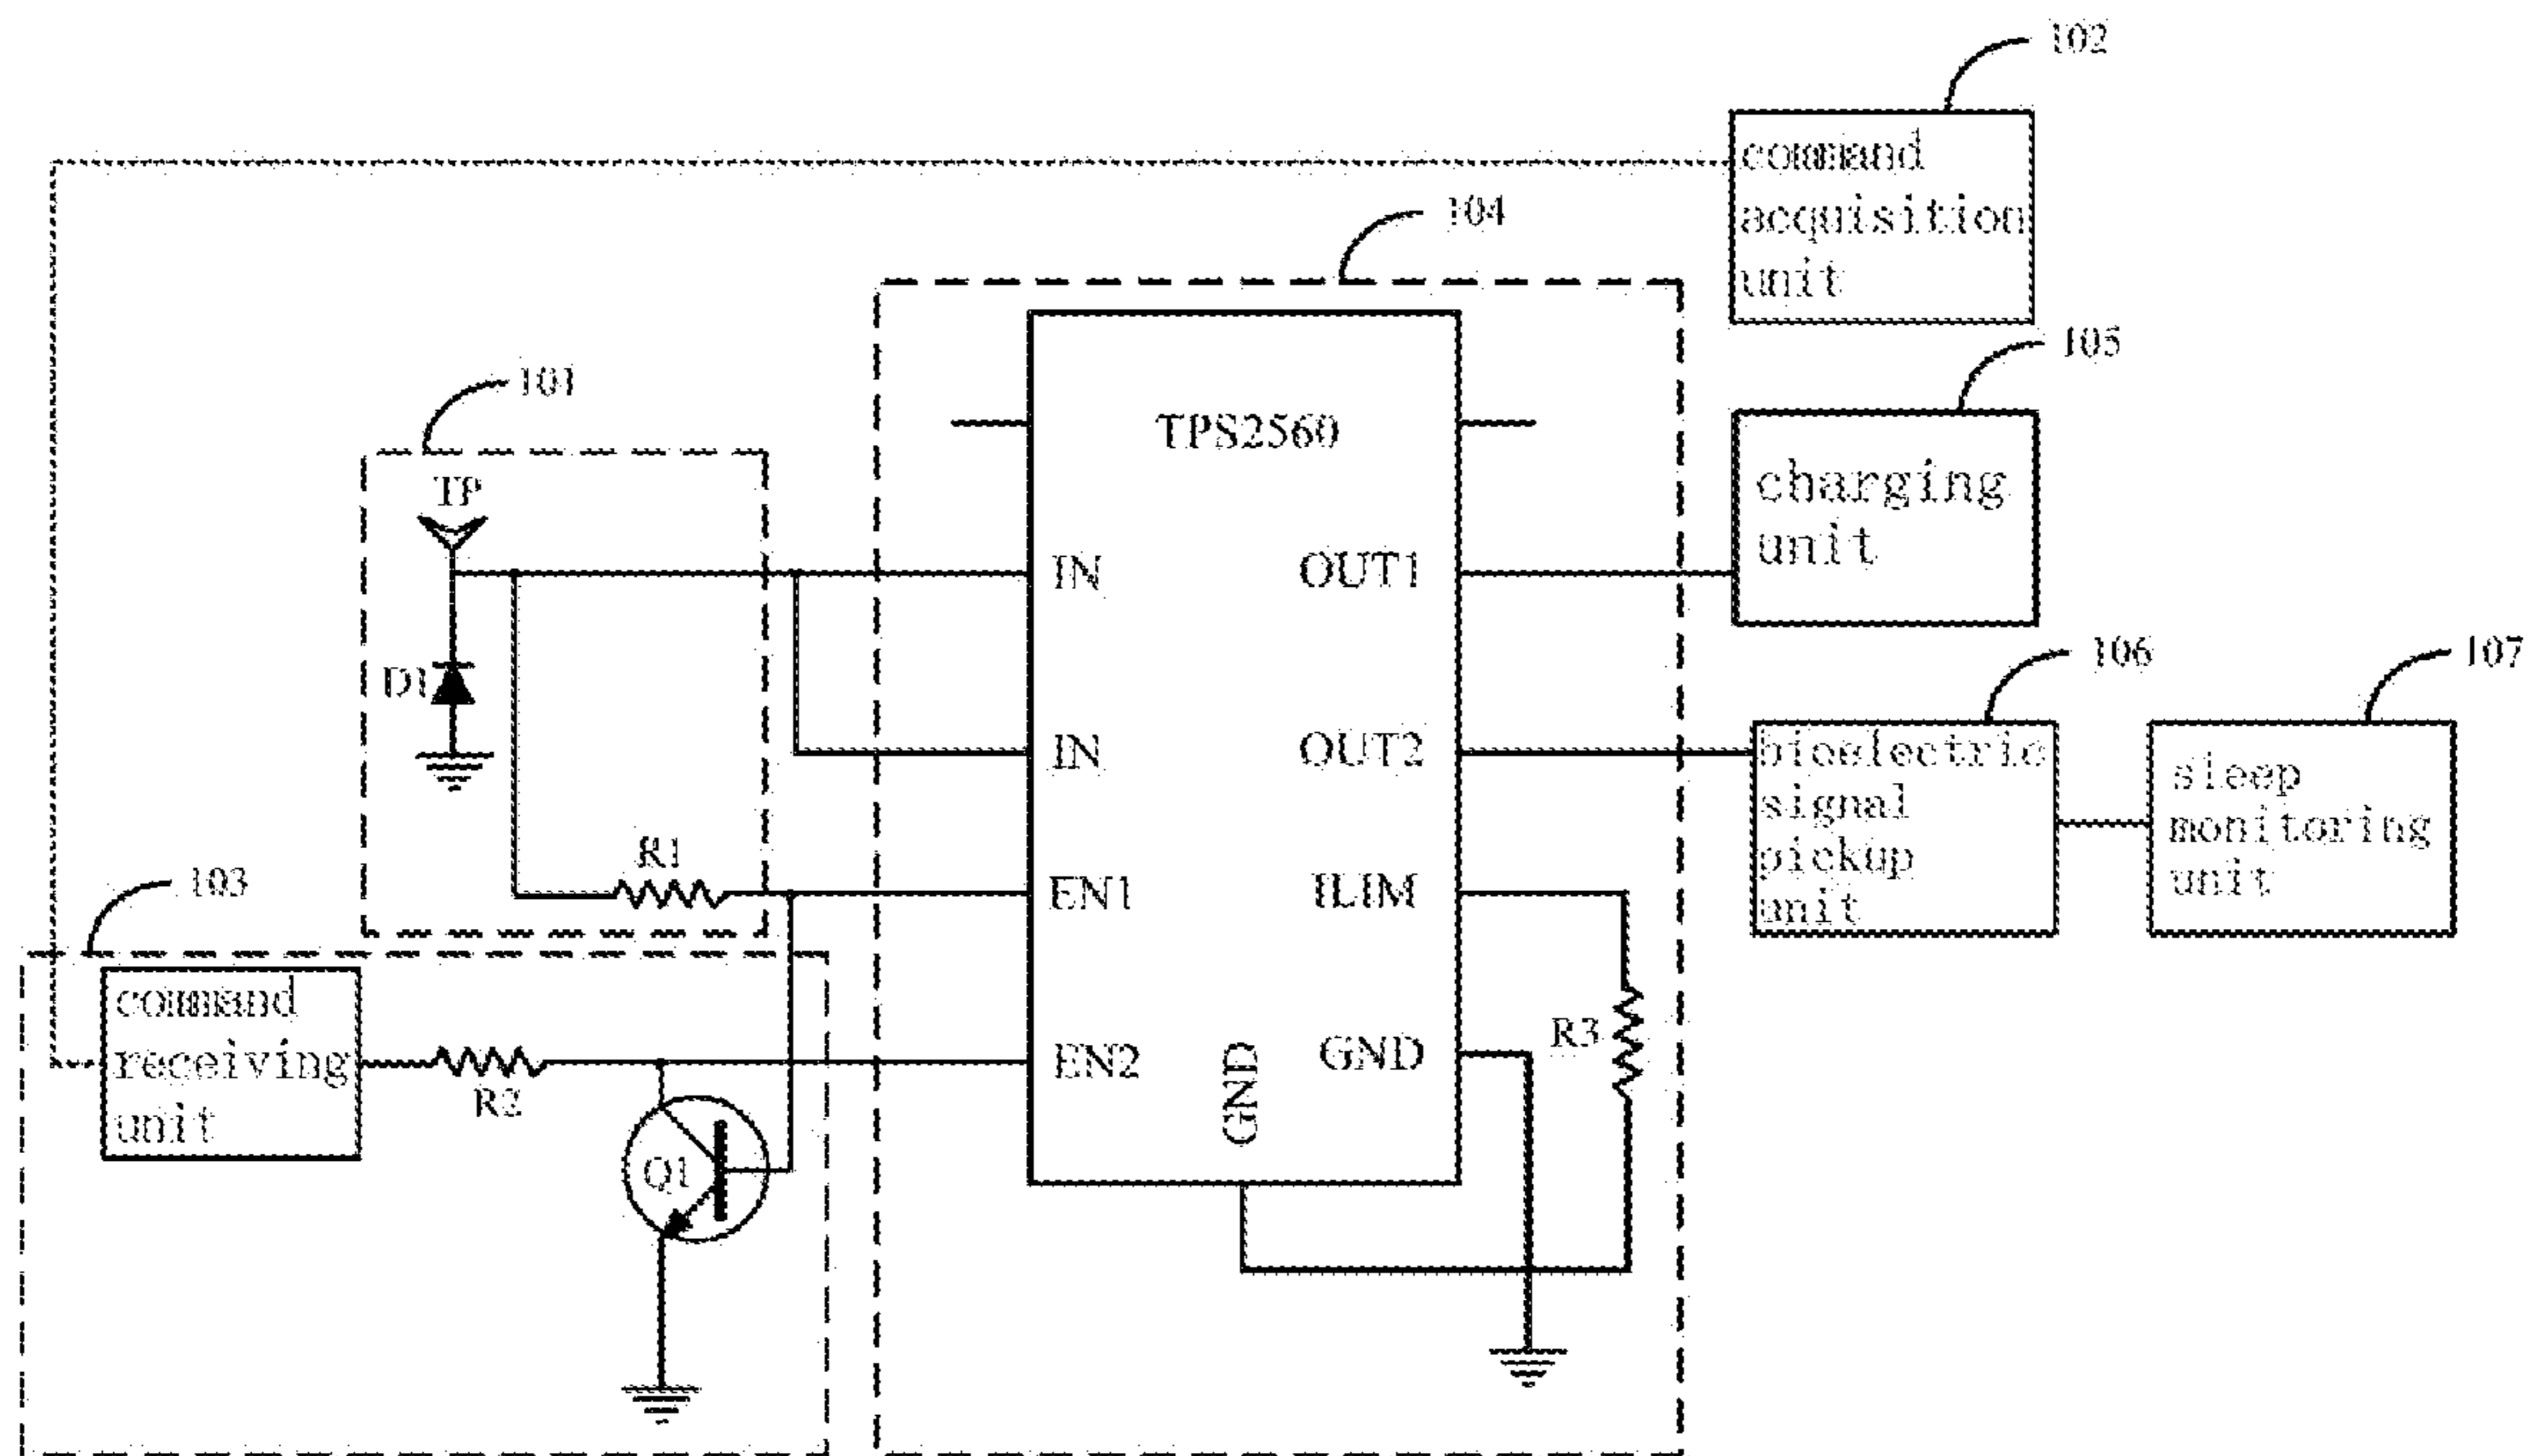 102
command
acquisition
unit
104
105
101
TPS2560
charging
unit
TP
IN
OUT1
106
107
D1
IN
OUT2
bioelectric
signal
pickup
unit
sleep
monitoring
unit
R1
103
EN1
ILIM
command
receiving
unit
R2
EN2
GND
GND
R3
Q1